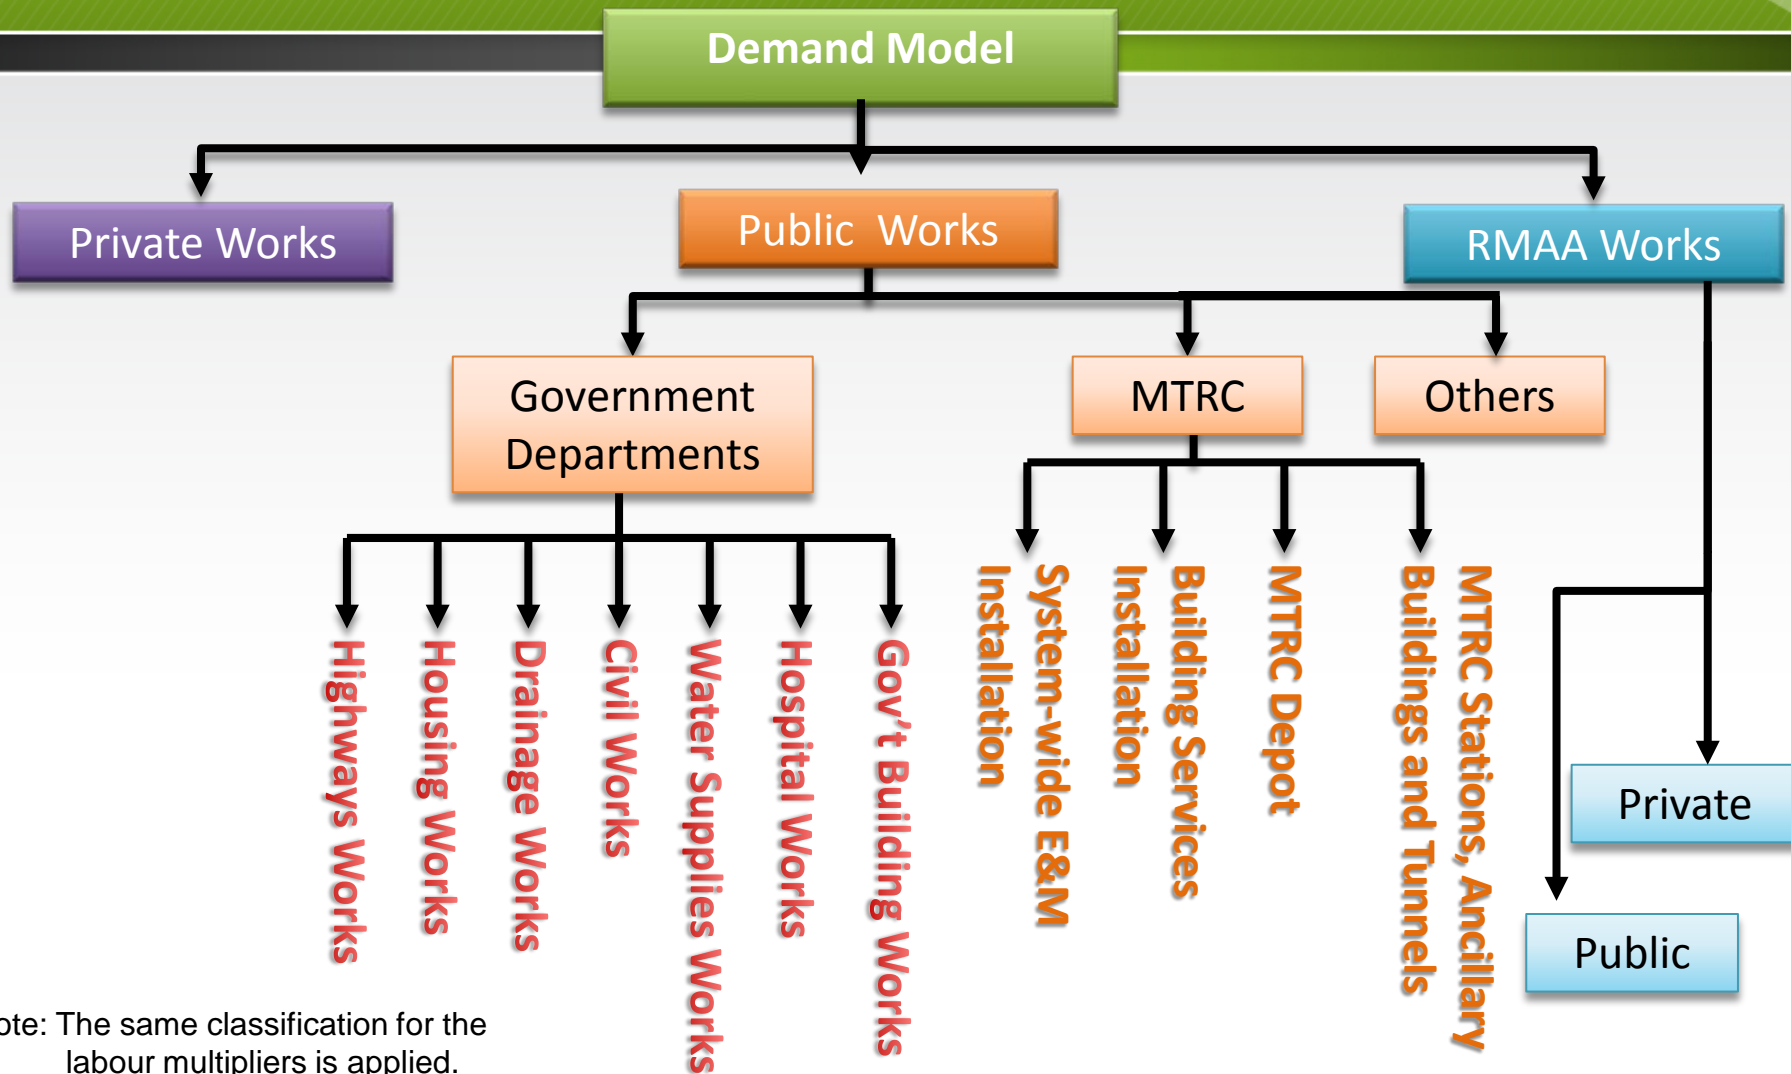 Demand Model
Private Works
Public Works
RMAA Works
Government
Departments
MTRC
Others
Highways Works
Housing Works
Drainage Works
Civil Works
Water Supplies Works
Hospital Works
Gov't Building Works
System-wide E&M
Installation
Building Services
Installation
MTRC Depot
MTRC Stations, Ancillary
Buildings and Tunnels
Private
Public
ote: The same classification for the
labour multipliers is applied.